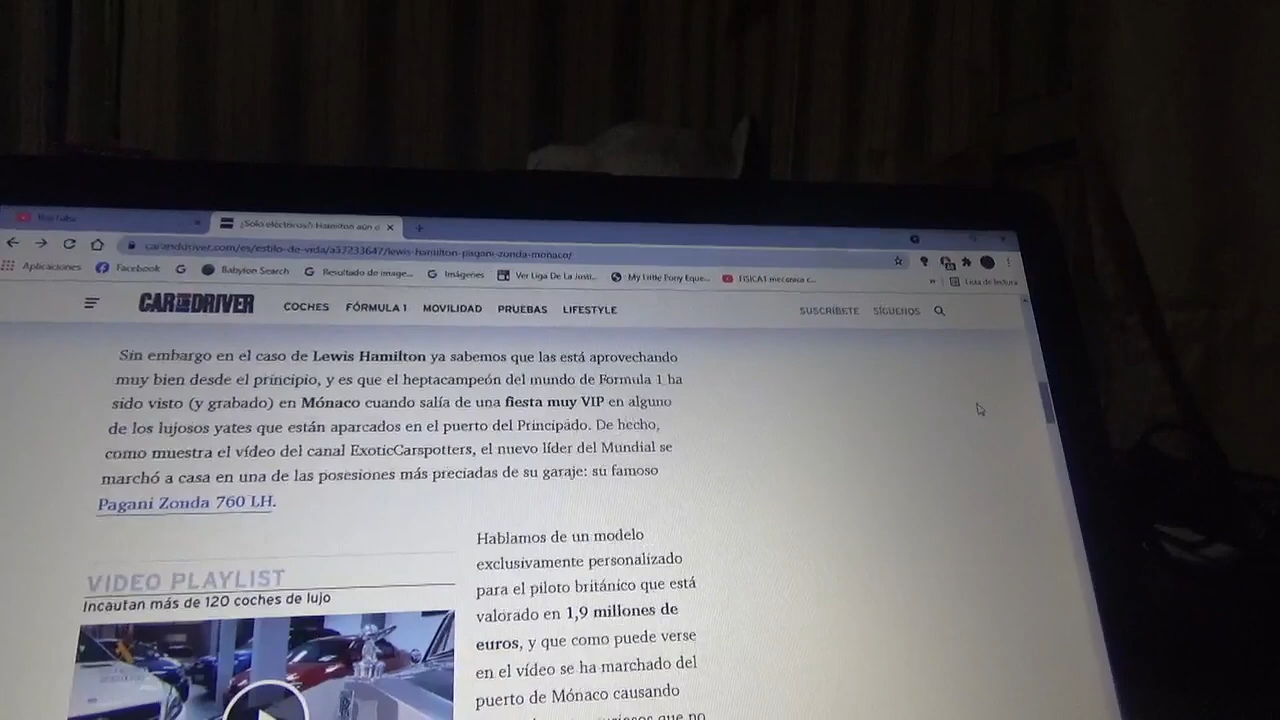 YouTube
¿Solo eléctricos?: Hamilton aún d
caranddriver.com/es/estilo-de-vida/a37233647/lewis-hamilton-pagani-zonda-monaco/
Aplicaciones Facebook Babylon Search Resultado de image... Imágenes Ver Liga De La Justi... My Little Pony Eque... FISICA1 mecanica c... Lista de lectura
CAR AND DRIVER COCHES FÓRMULA 1 MOVILIDAD PRUEBAS LIFESTYLE SUSCRÍBETE SÍGUENOS
Sin embargo en el caso de Lewis Hamilton ya sabemos que las está aprovechando
muy bien desde el principio, y es que el heptacampeón del mundo de Formula 1 ha
sido visto (y grabado) en Mónaco cuando salía de una fiesta muy VIP en alguno
de los lujosos yates que están aparcados en el puerto del Principado. De hecho,
como muestra el vídeo del canal ExoticCarspotters, el nuevo líder del Mundial se
marchó a casa en una de las posesiones más preciadas de su garaje: su famoso
Pagani Zonda 760 LH.
VIDEO PLAYLIST
Incautan más de 120 coches de lujo
Hablamos de un modelo
exclusivamente personalizado
para el piloto británico que está
valorado en 1,9 millones de
euros, y que como puede verse
en el vídeo se ha marchado del
puerto de Mónaco causando
que no